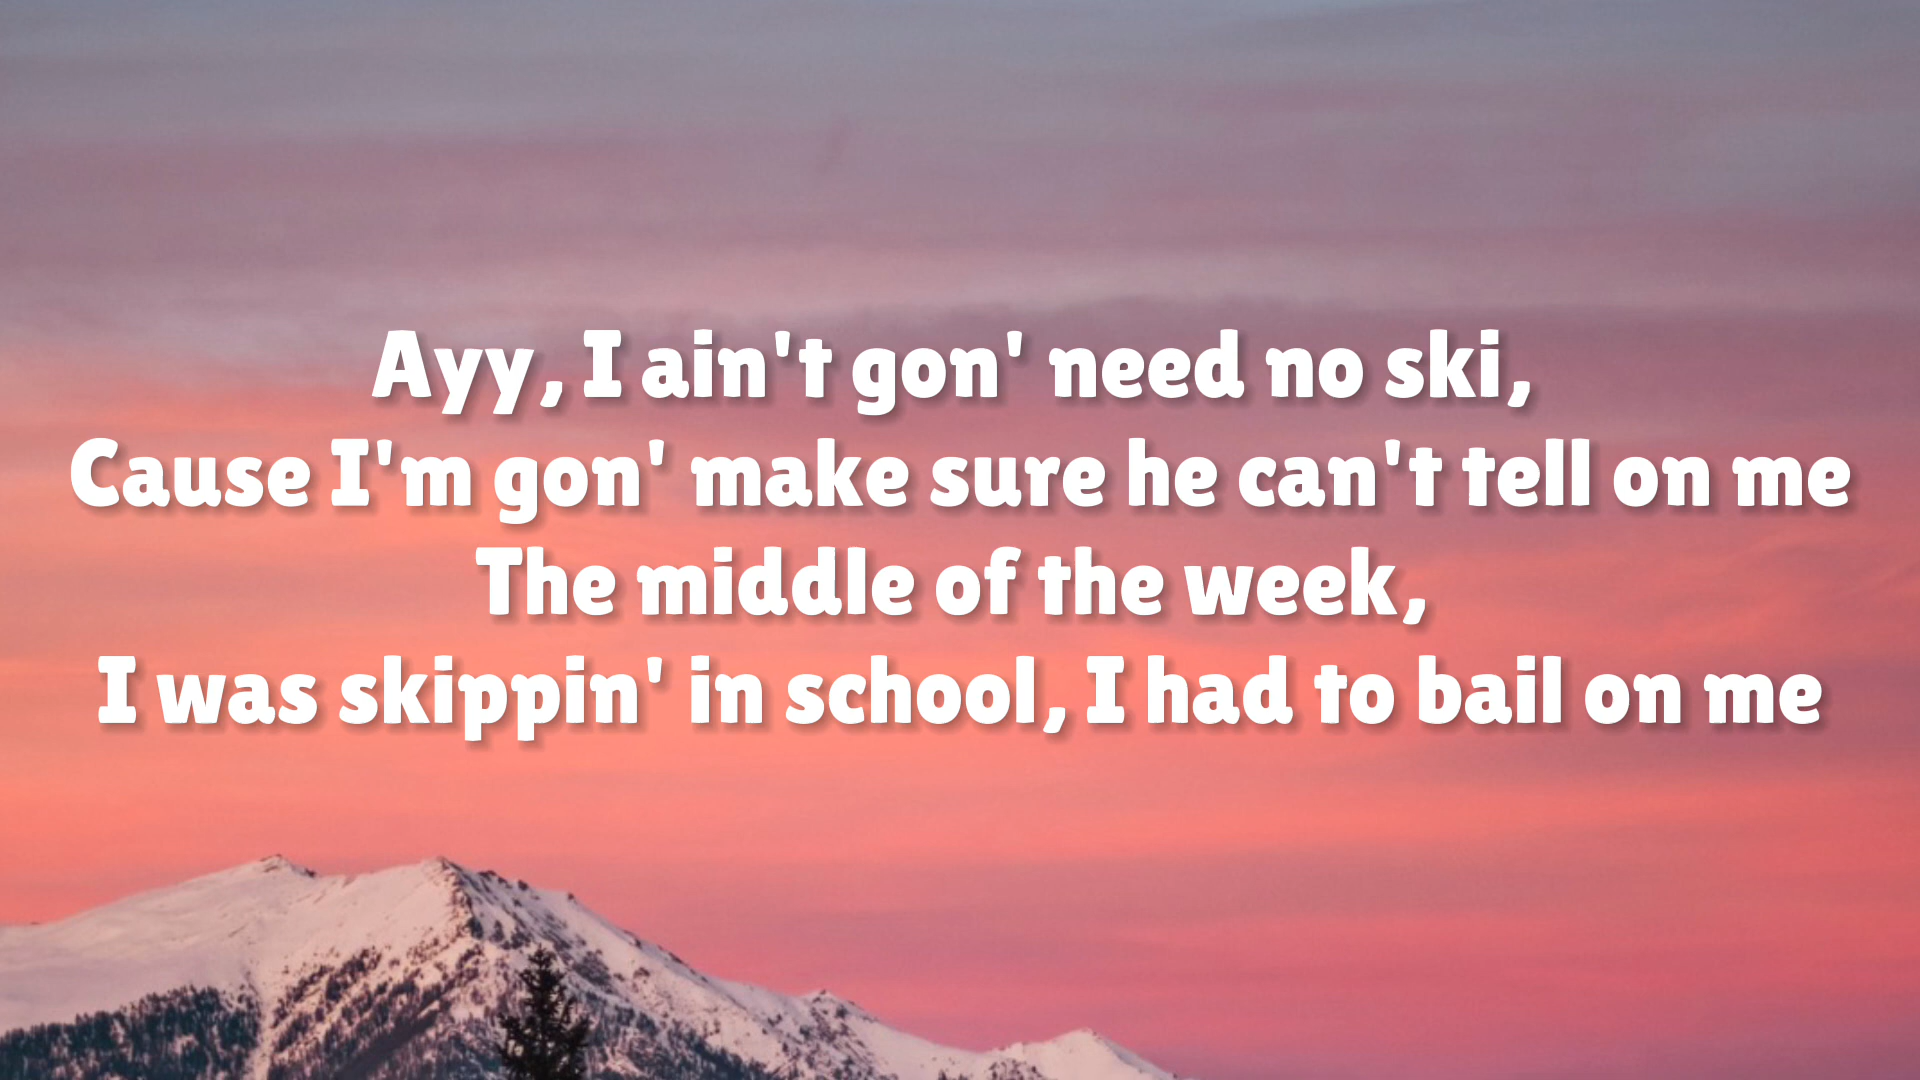 Ayy, I ain't gon' need no ski,
Cause I'm gon' make sure he can't tell on me
The middle of the week,
I was skippin' in school, I had to bail on me